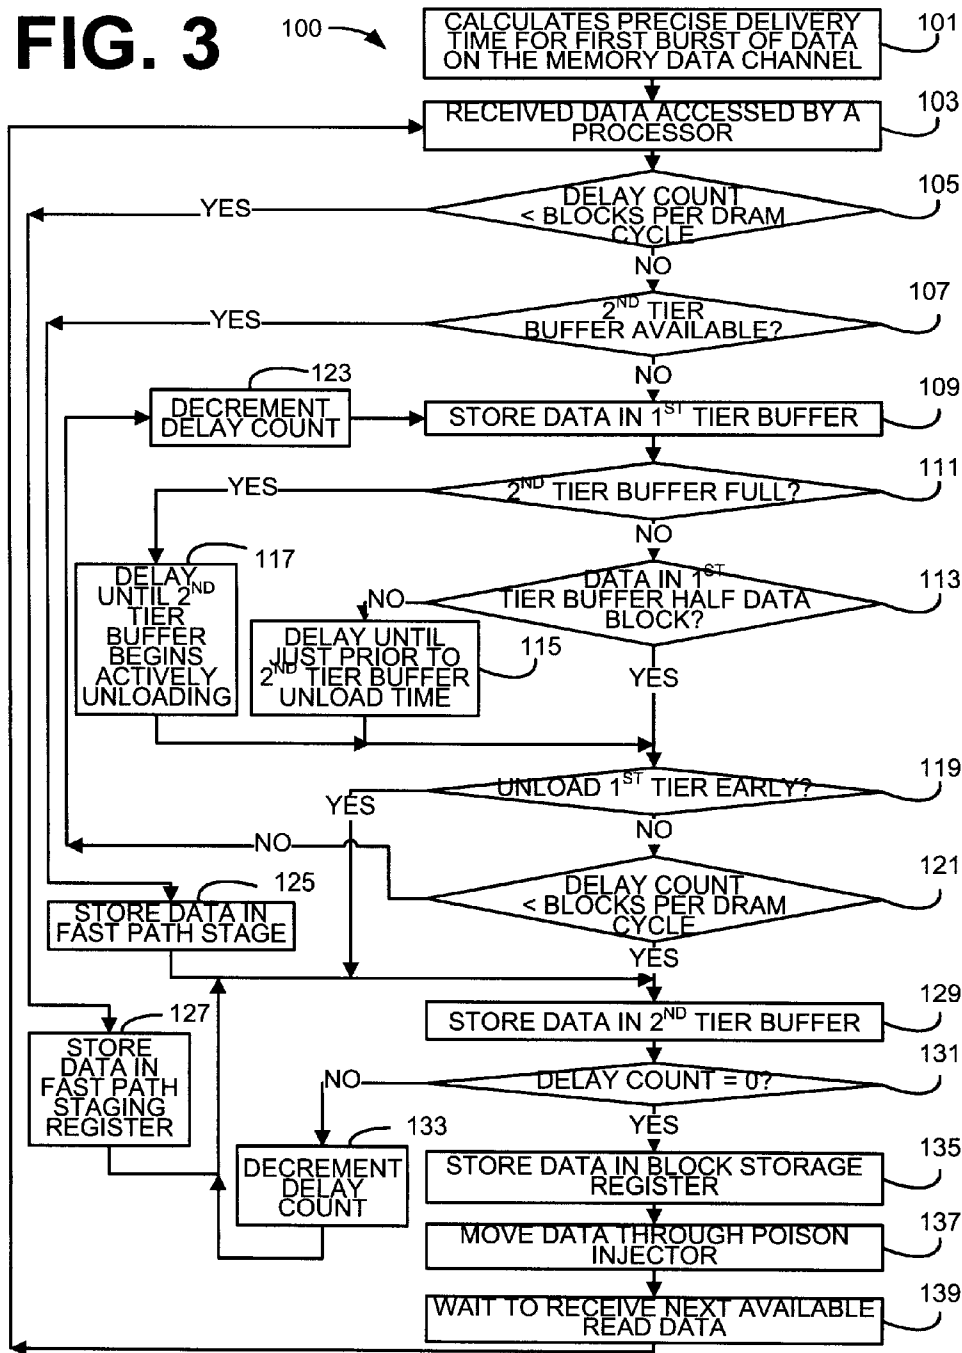 FIG. 3
100
CALCULATES PRECISE DELIVERY
TIME FOR FIRST BURST OF DATA
ON THE MEMORY DATA CHANNEL
101
RECEIVED DATA ACCESSED BY A
PROCESSOR
103
DELAY COUNT
< BLOCKS PER DRAM
CYCLE
105
YES
NO
2ND TIER
BUFFER AVAILABLE?
107
YES
NO
123
DECREMENT
DELAY COUNT
STORE DATA IN 1ST TIER BUFFER
109
2ND TIER BUFFER FULL?
111
YES
NO
117
DELAY
UNTIL 2ND
TIER
BUFFER
BEGINS
ACTIVELY
UNLOADING
DATA IN 1ST
TIER BUFFER HALF DATA
BLOCK?
113
NO
DELAY UNTIL
JUST PRIOR TO
2ND TIER BUFFER
UNLOAD TIME
115
YES
UNLOAD 1ST TIER EARLY?
119
YES
NO
NO
DELAY COUNT
< BLOCKS PER DRAM
CYCLE
121
125
STORE DATA IN
FAST PATH STAGE
YES
127
STORE
DATA IN
FAST PATH
STAGING
REGISTER
STORE DATA IN 2ND TIER BUFFER
129
DELAY COUNT = 0?
131
NO
YES
133
DECREMENT
DELAY
COUNT
STORE DATA IN BLOCK STORAGE
REGISTER
135
MOVE DATA THROUGH POISON
INJECTOR
137
WAIT TO RECEIVE NEXT AVAILABLE
READ DATA
139